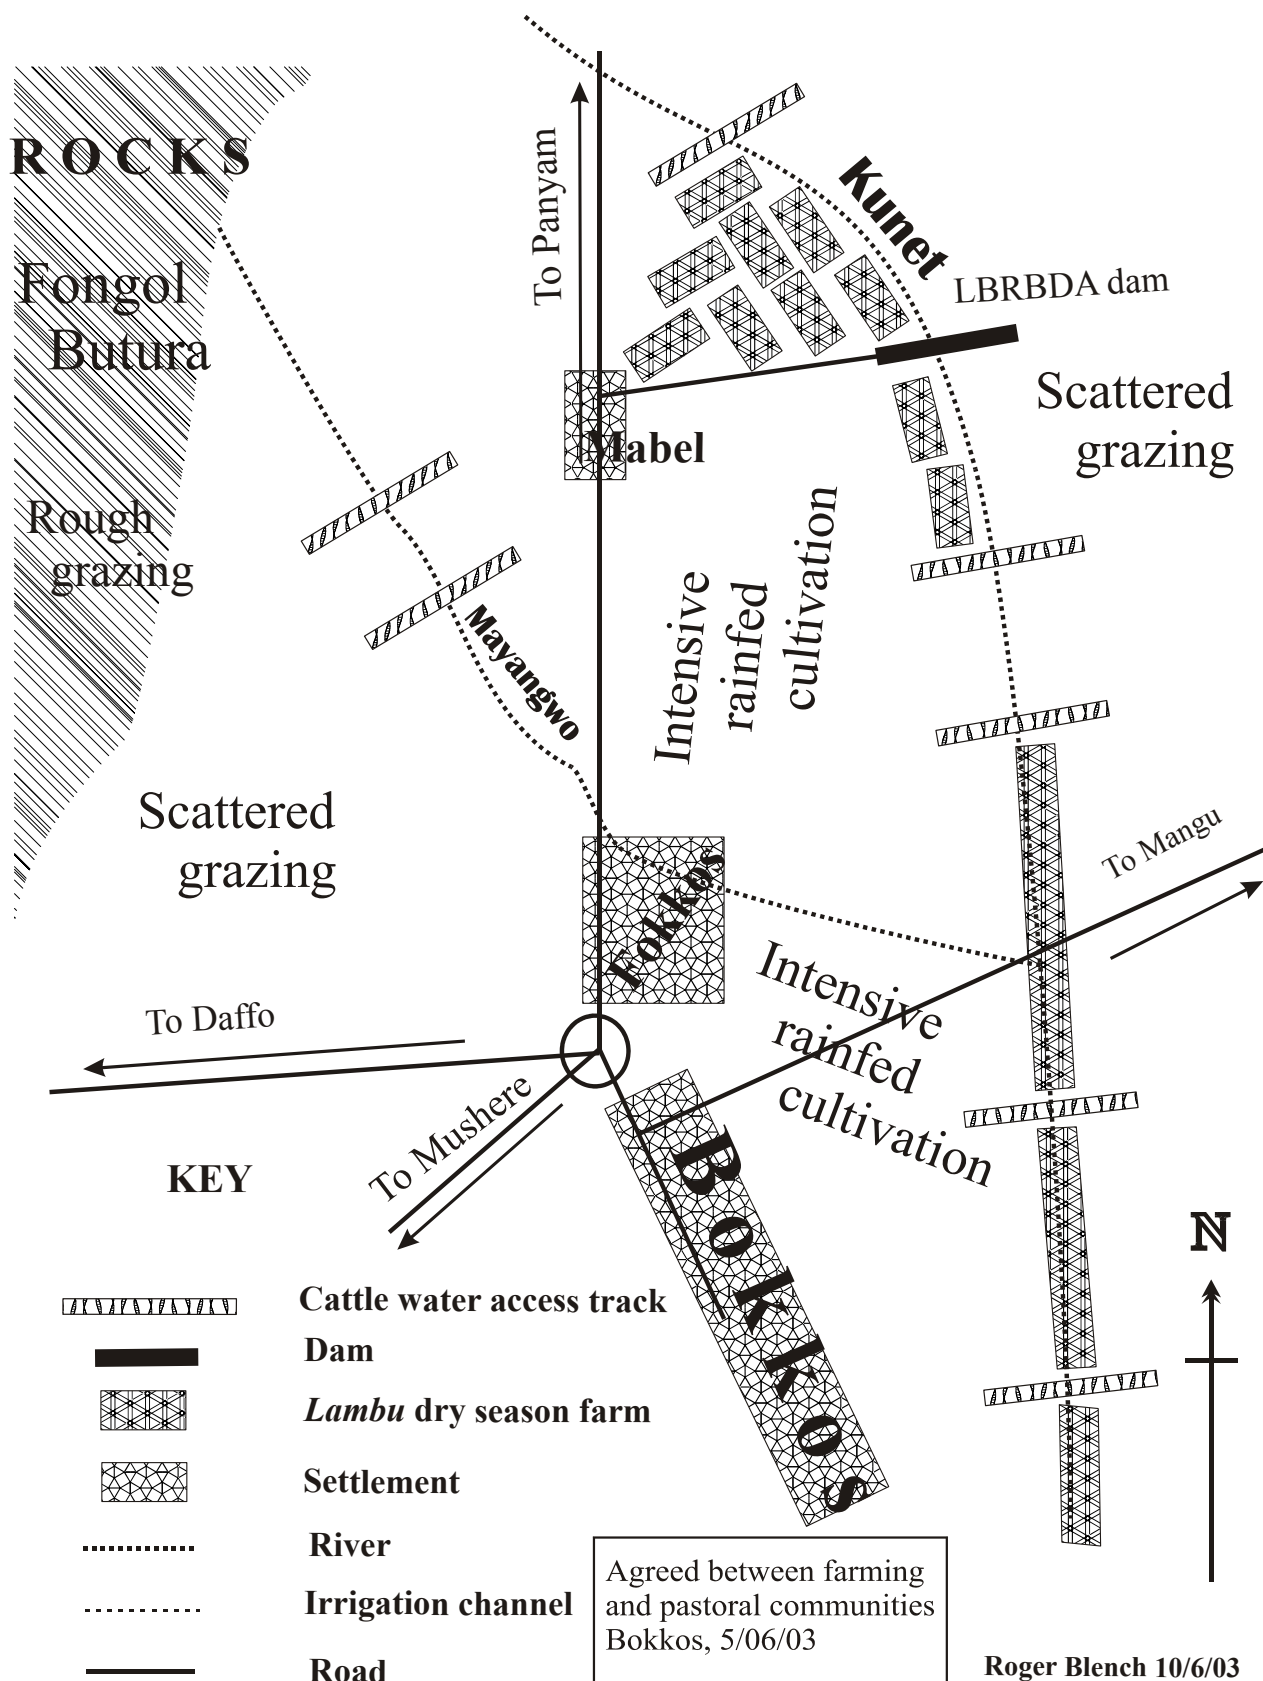 ROCKS
To Panyam
Kunet
Fongol
Butura
LBRBDA dam
Scattered
grazing
Mabel
Rough
grazing
Intensive
rainfed
cultivation
Mayangwo
Scattered
grazing
To Mangu
Fokkos
Intensive
rainfed
cultivation
To Daffo
To Mushere
Bokkos
N
KEY
Cattle water access track
Dam
Lambu dry season farm
Settlement
River
Irrigation channel
Road
Agreed between farming
and pastoral communities
Bokkos, 5/06/03
Roger Blench 10/6/03